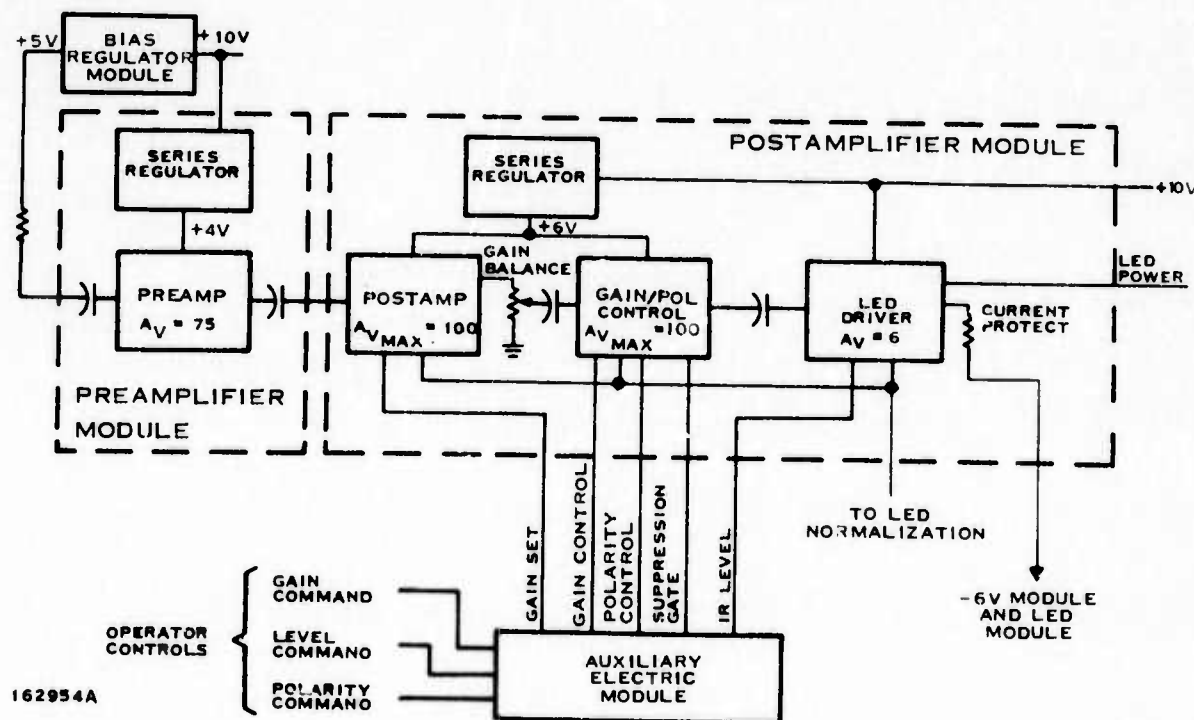 +5V
BIAS
REGULATOR
MODULE
+10V
SERIES
REGULATOR
+4V
PREAMP
AV = 75
PREAMPLIFIER
MODULE
POSTAMPLIFIER MODULE
SERIES
REGULATOR
+10V
+6V
GAIN
BALANCE
POSTAMP
AVMAX = 100
GAIN/POL
CONTROL
AVMAX =100
LED
DRIVER
AV = 6
LED
POWER
CURRENT
PROTECT
GAIN SET
GAIN CONTROL
POLARITY
CONTROL
SUPPRESSION
GATE
IR LEVEL
TO LED
NORMALIZATION
-6V MODULE
AND LED
MODULE
OPERATOR
CONTROLS
GAIN
COMMAND
LEVEL
COMMANO
POLARITY
COMMANO
AUXILIARY
ELECTRIC
MODULE
162954A